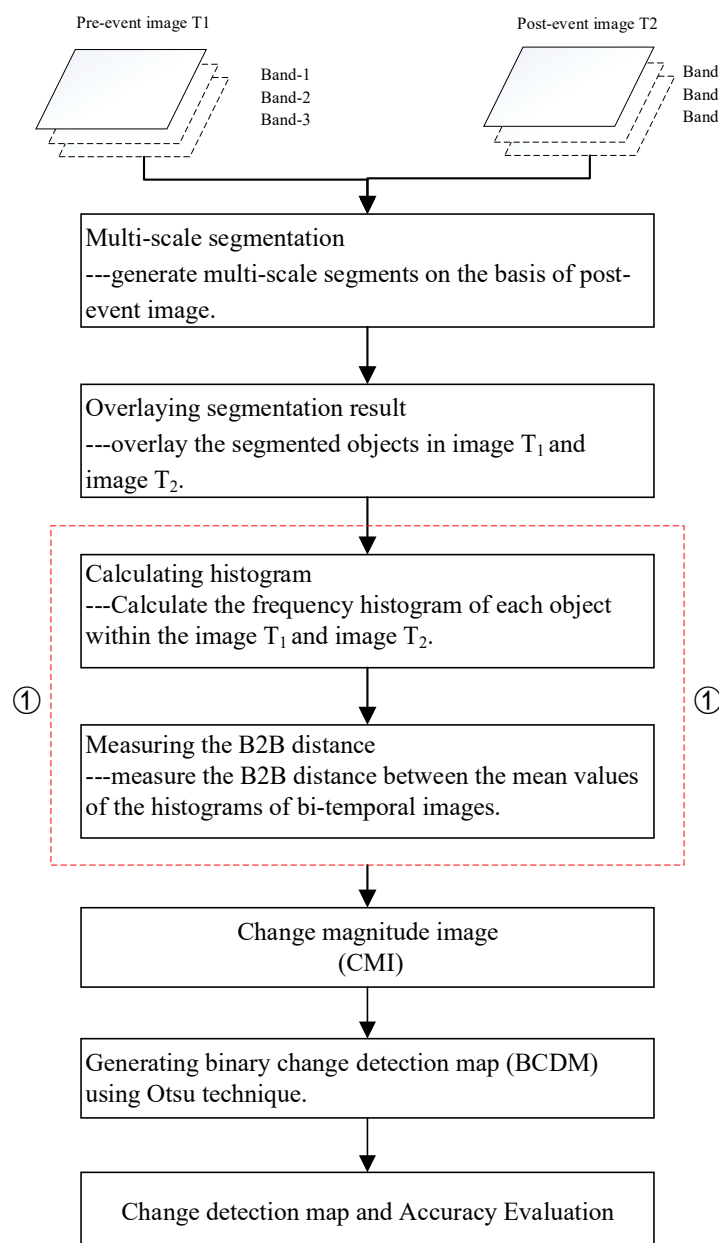 Pre-event image T1
Post-event image T2
Band-1
Band-2
Band-3
Band
Band
Band
Multi-scale segmentation
---generate multi-scale segments on the basis of post-
event image.
Overlaying segmentation result
---overlay the segmented objects in image T₁ and
image T₂.
Calculating histogram
---Calculate the frequency histogram of each object
within the image T₁ and image T₂.
①
①
Measuring the B2B distance
---measure the B2B distance between the mean values
of the histograms of bi-temporal images.
Change magnitude image
(CMI)
Generating binary change detection map (BCDM)
using Otsu technique.
Change detection map and Accuracy Evaluation